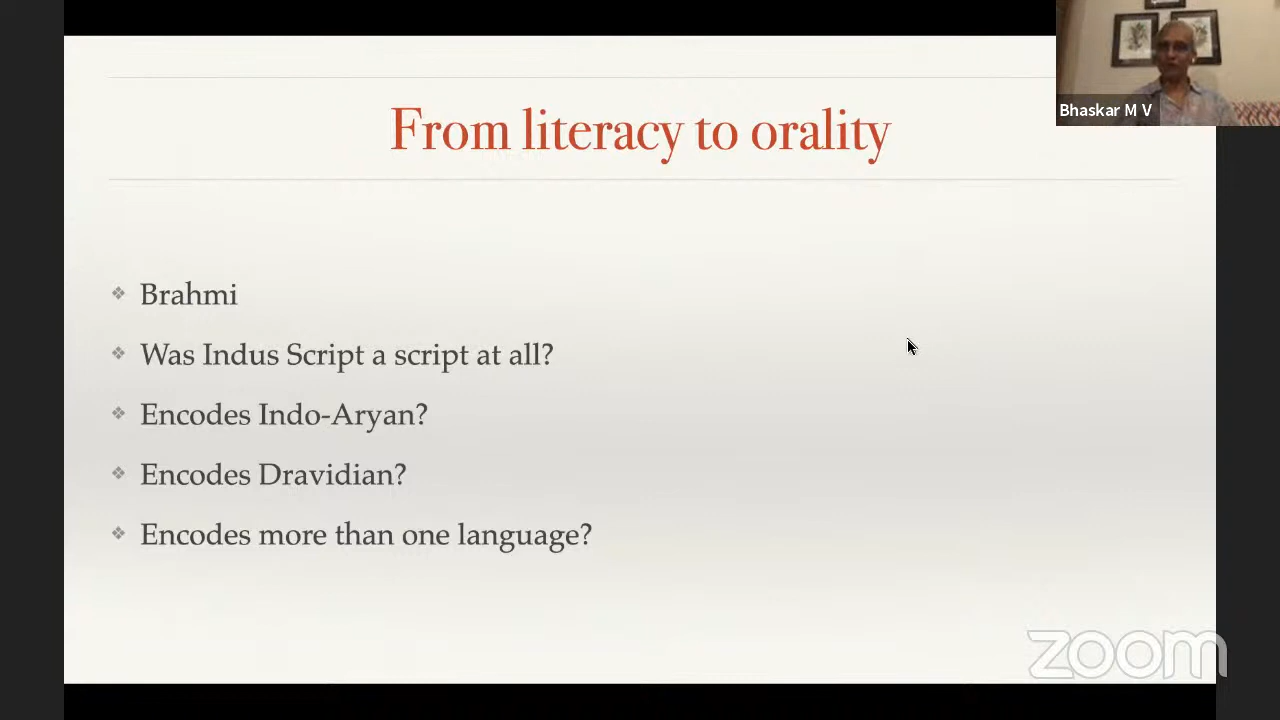 From literacy to orality
Bhaskar M V
Brahmi
Was Indus Script a script at all?
Encodes Indo-Aryan?
Encodes Dravidian?
Encodes more than one language?
zoom